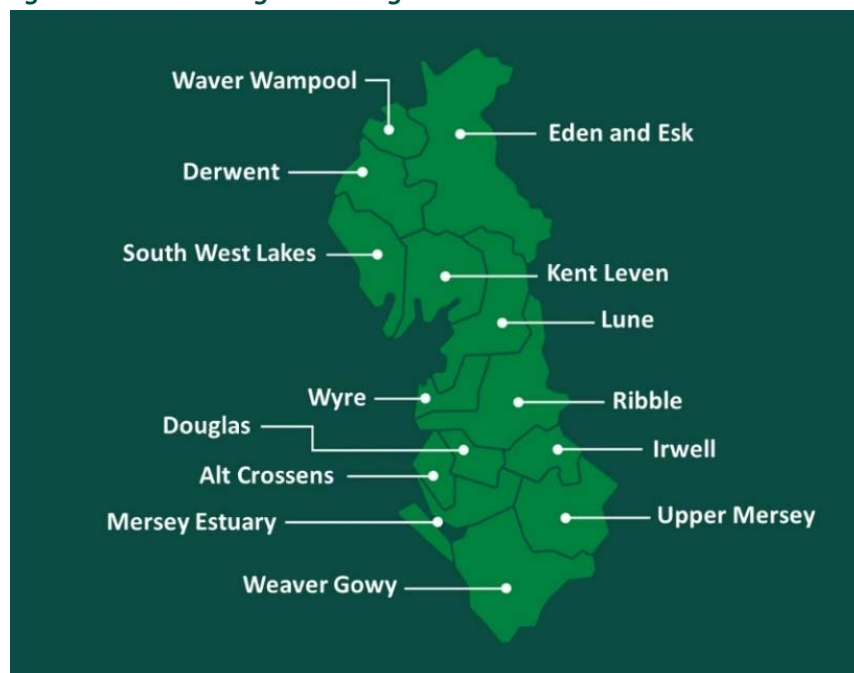 Waver Wampool
Eden and Esk
Derwent
South West Lakes
Kent Leven
Lune
Wyre
Ribble
Douglas
Irwell
Alt Crossens
Mersey Estuary
Upper Mersey
Weaver Gowy